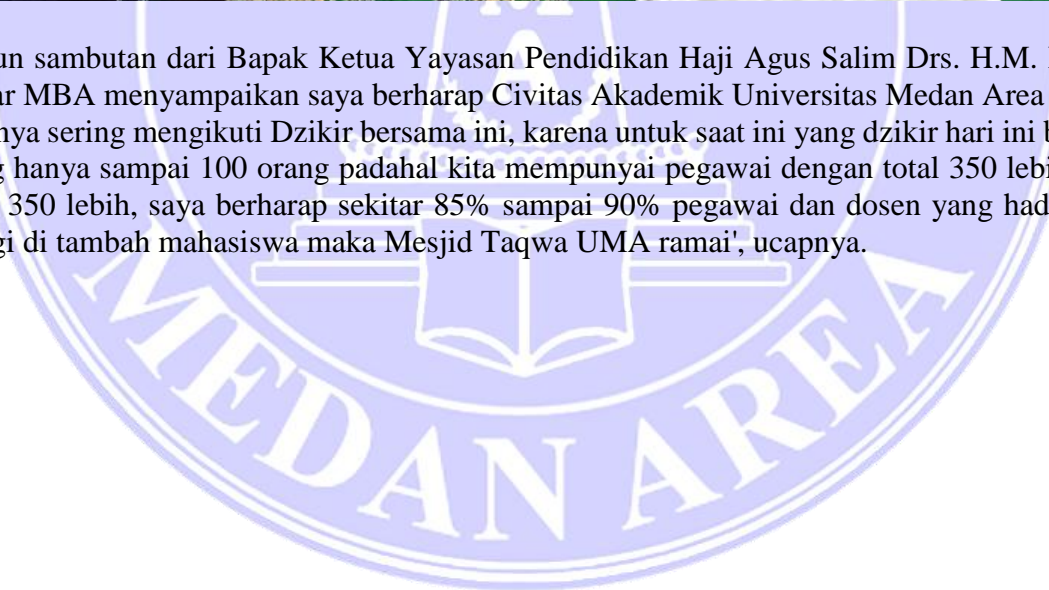 un sambutan dari Bapak Ketua Yayasan Pendidikan Haji Agus Salim Drs. H.M.
ar MBA menyampaikan saya berharap Civitas Akademik Universitas Medan Area
nya sering mengikuti Dzikir bersama ini, karena untuk saat ini yang dzikir hari ini
g hanya sampai 100 orang padahal kita mempunyai pegawai dengan total 350 lebi
350 lebih, saya berharap sekitar 85% sampai 90% pegawai dan dosen yang had
gi di tambah mahasiswa maka Mesjid Taqwa UMA ramai', ucapnya.
MEDAN AREA